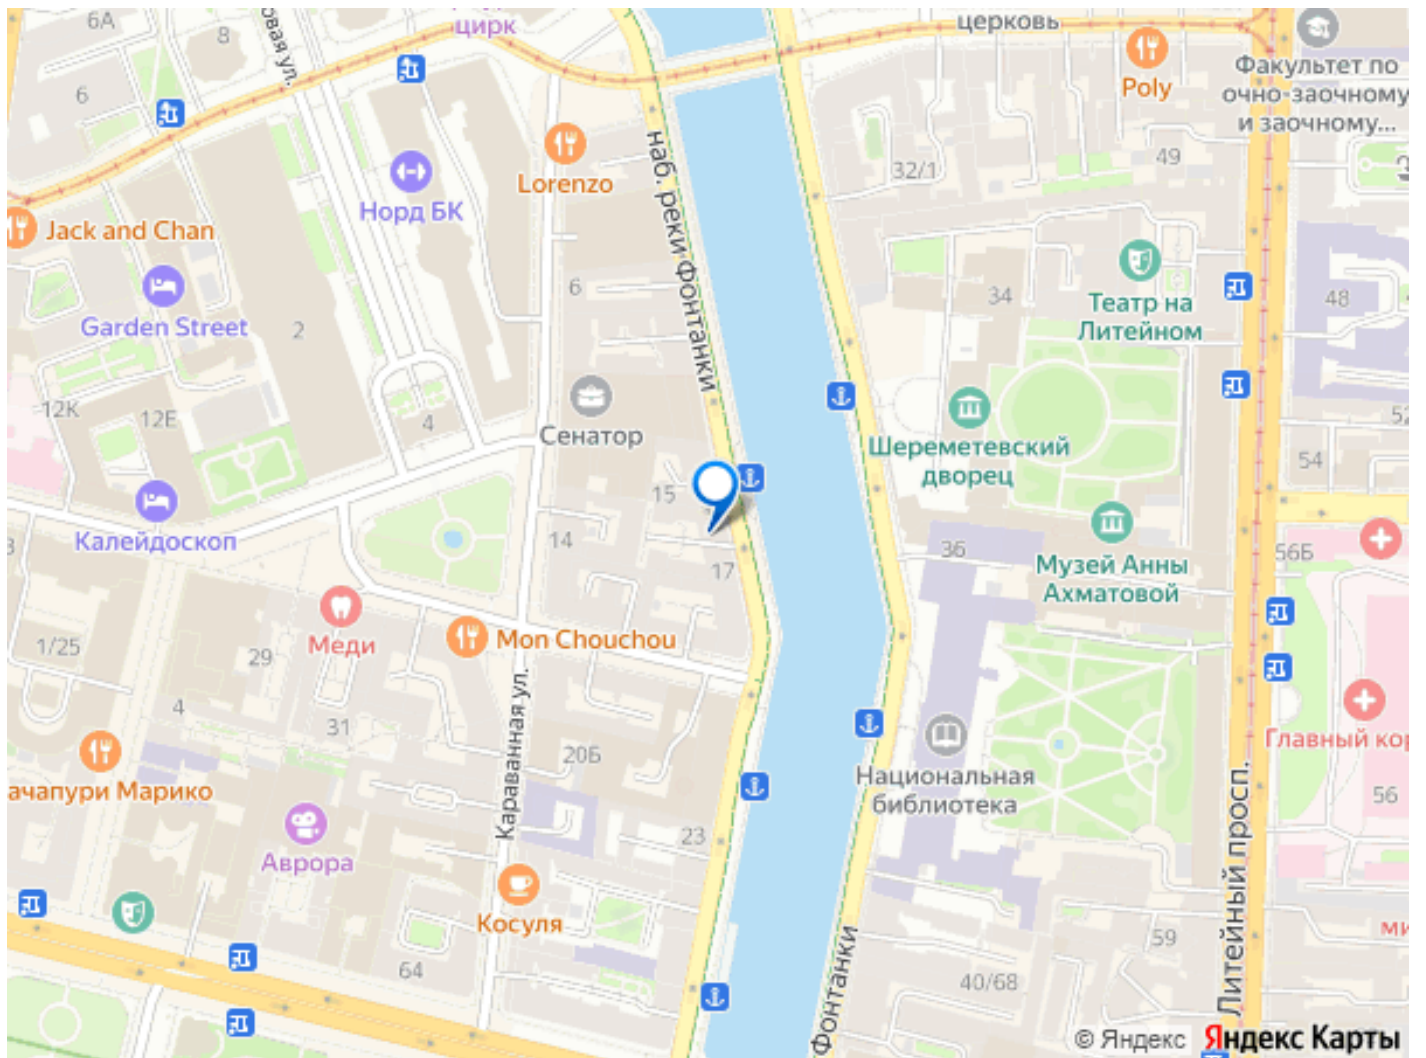 6А
8
6
цирк
церковь
Poly
Факультет по
очно-заочному
и заочному...
наб. реки Фонтанки
Lorenzo
Норд БК
Jack and Chan
Garden Street
32/1
49
6
2
34
48
Театр на
Литейном
12К
12Е
4
Сенатор
Шереметевский
дворец
52
54
15
Калейдоскоп
14
17
36
Музей Анны
Ахматовой
56Б
Меди
Mon Chouchou
1/25
29
4
31
Караванная ул.
20Б
Национальная
библиотека
Главный кор
56
ачапури Марико
Аврора
23
Косуля
64
Фонтанки
40/68
59
Литейный просп.
ми
© Яндекс Яндекс Карты